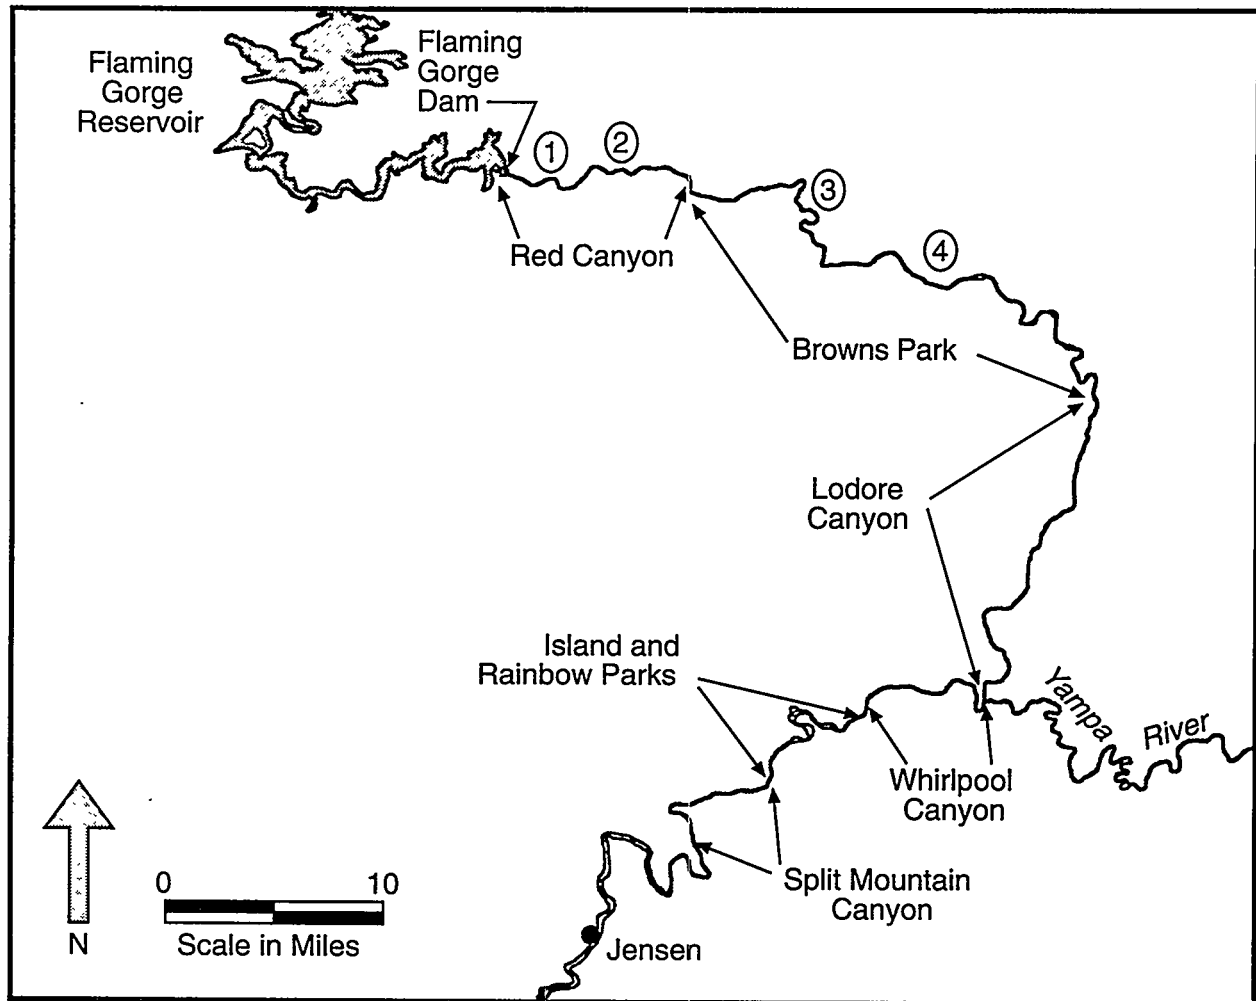 Flaming
Gorge
Reservoir
Flaming
Gorge
Dam
1
2
3
4
Red Canyon
Browns Park
Lodore
Canyon
Island and
Rainbow Parks
Yampa
River
Whirlpool
Canyon
Split Mountain
Canyon
Jensen
N
0 10
Scale in Miles